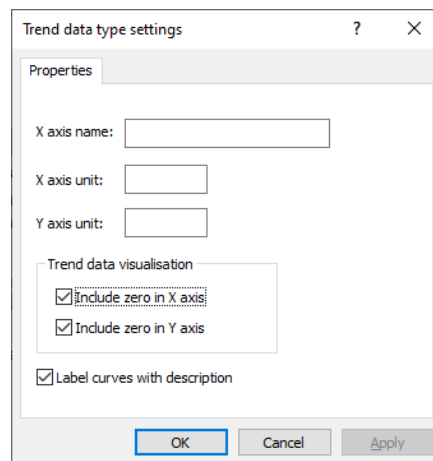 Trend data type settings ?
Properties
X axis name:
X axis unit:
Y axis unit:
Trend data visualisation
Include zero in X axis
Include zero in Y axis
Label curves with description
OK Cancel Apply